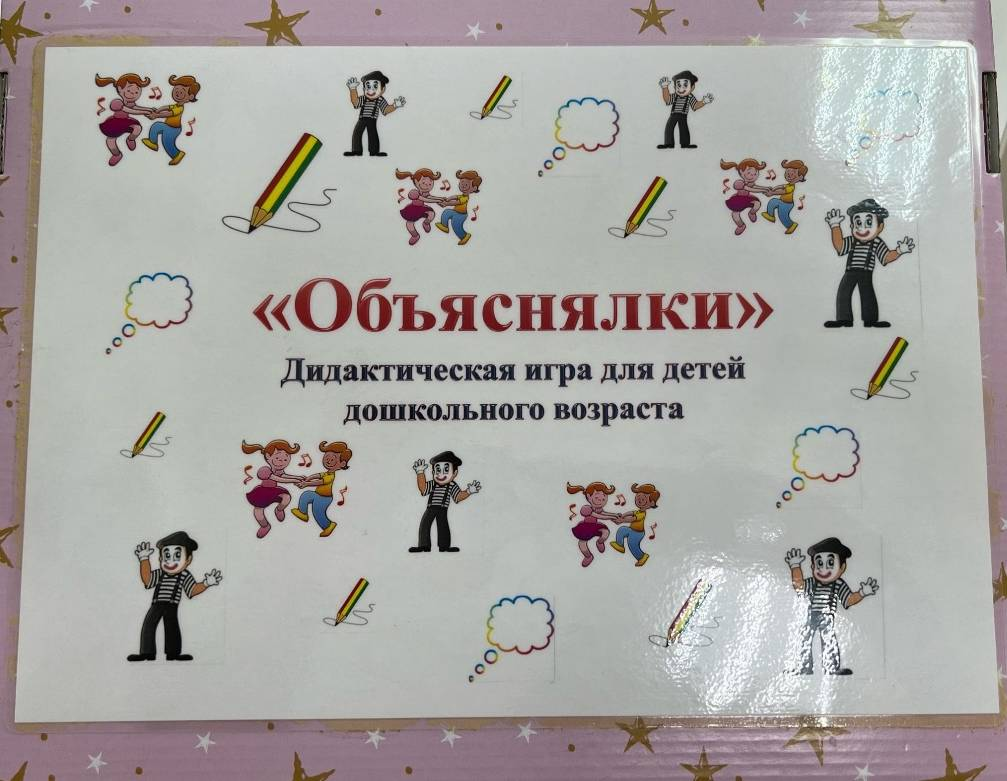 «Объяснялки»
Дидактическая игра для детей
дошкольного возраста